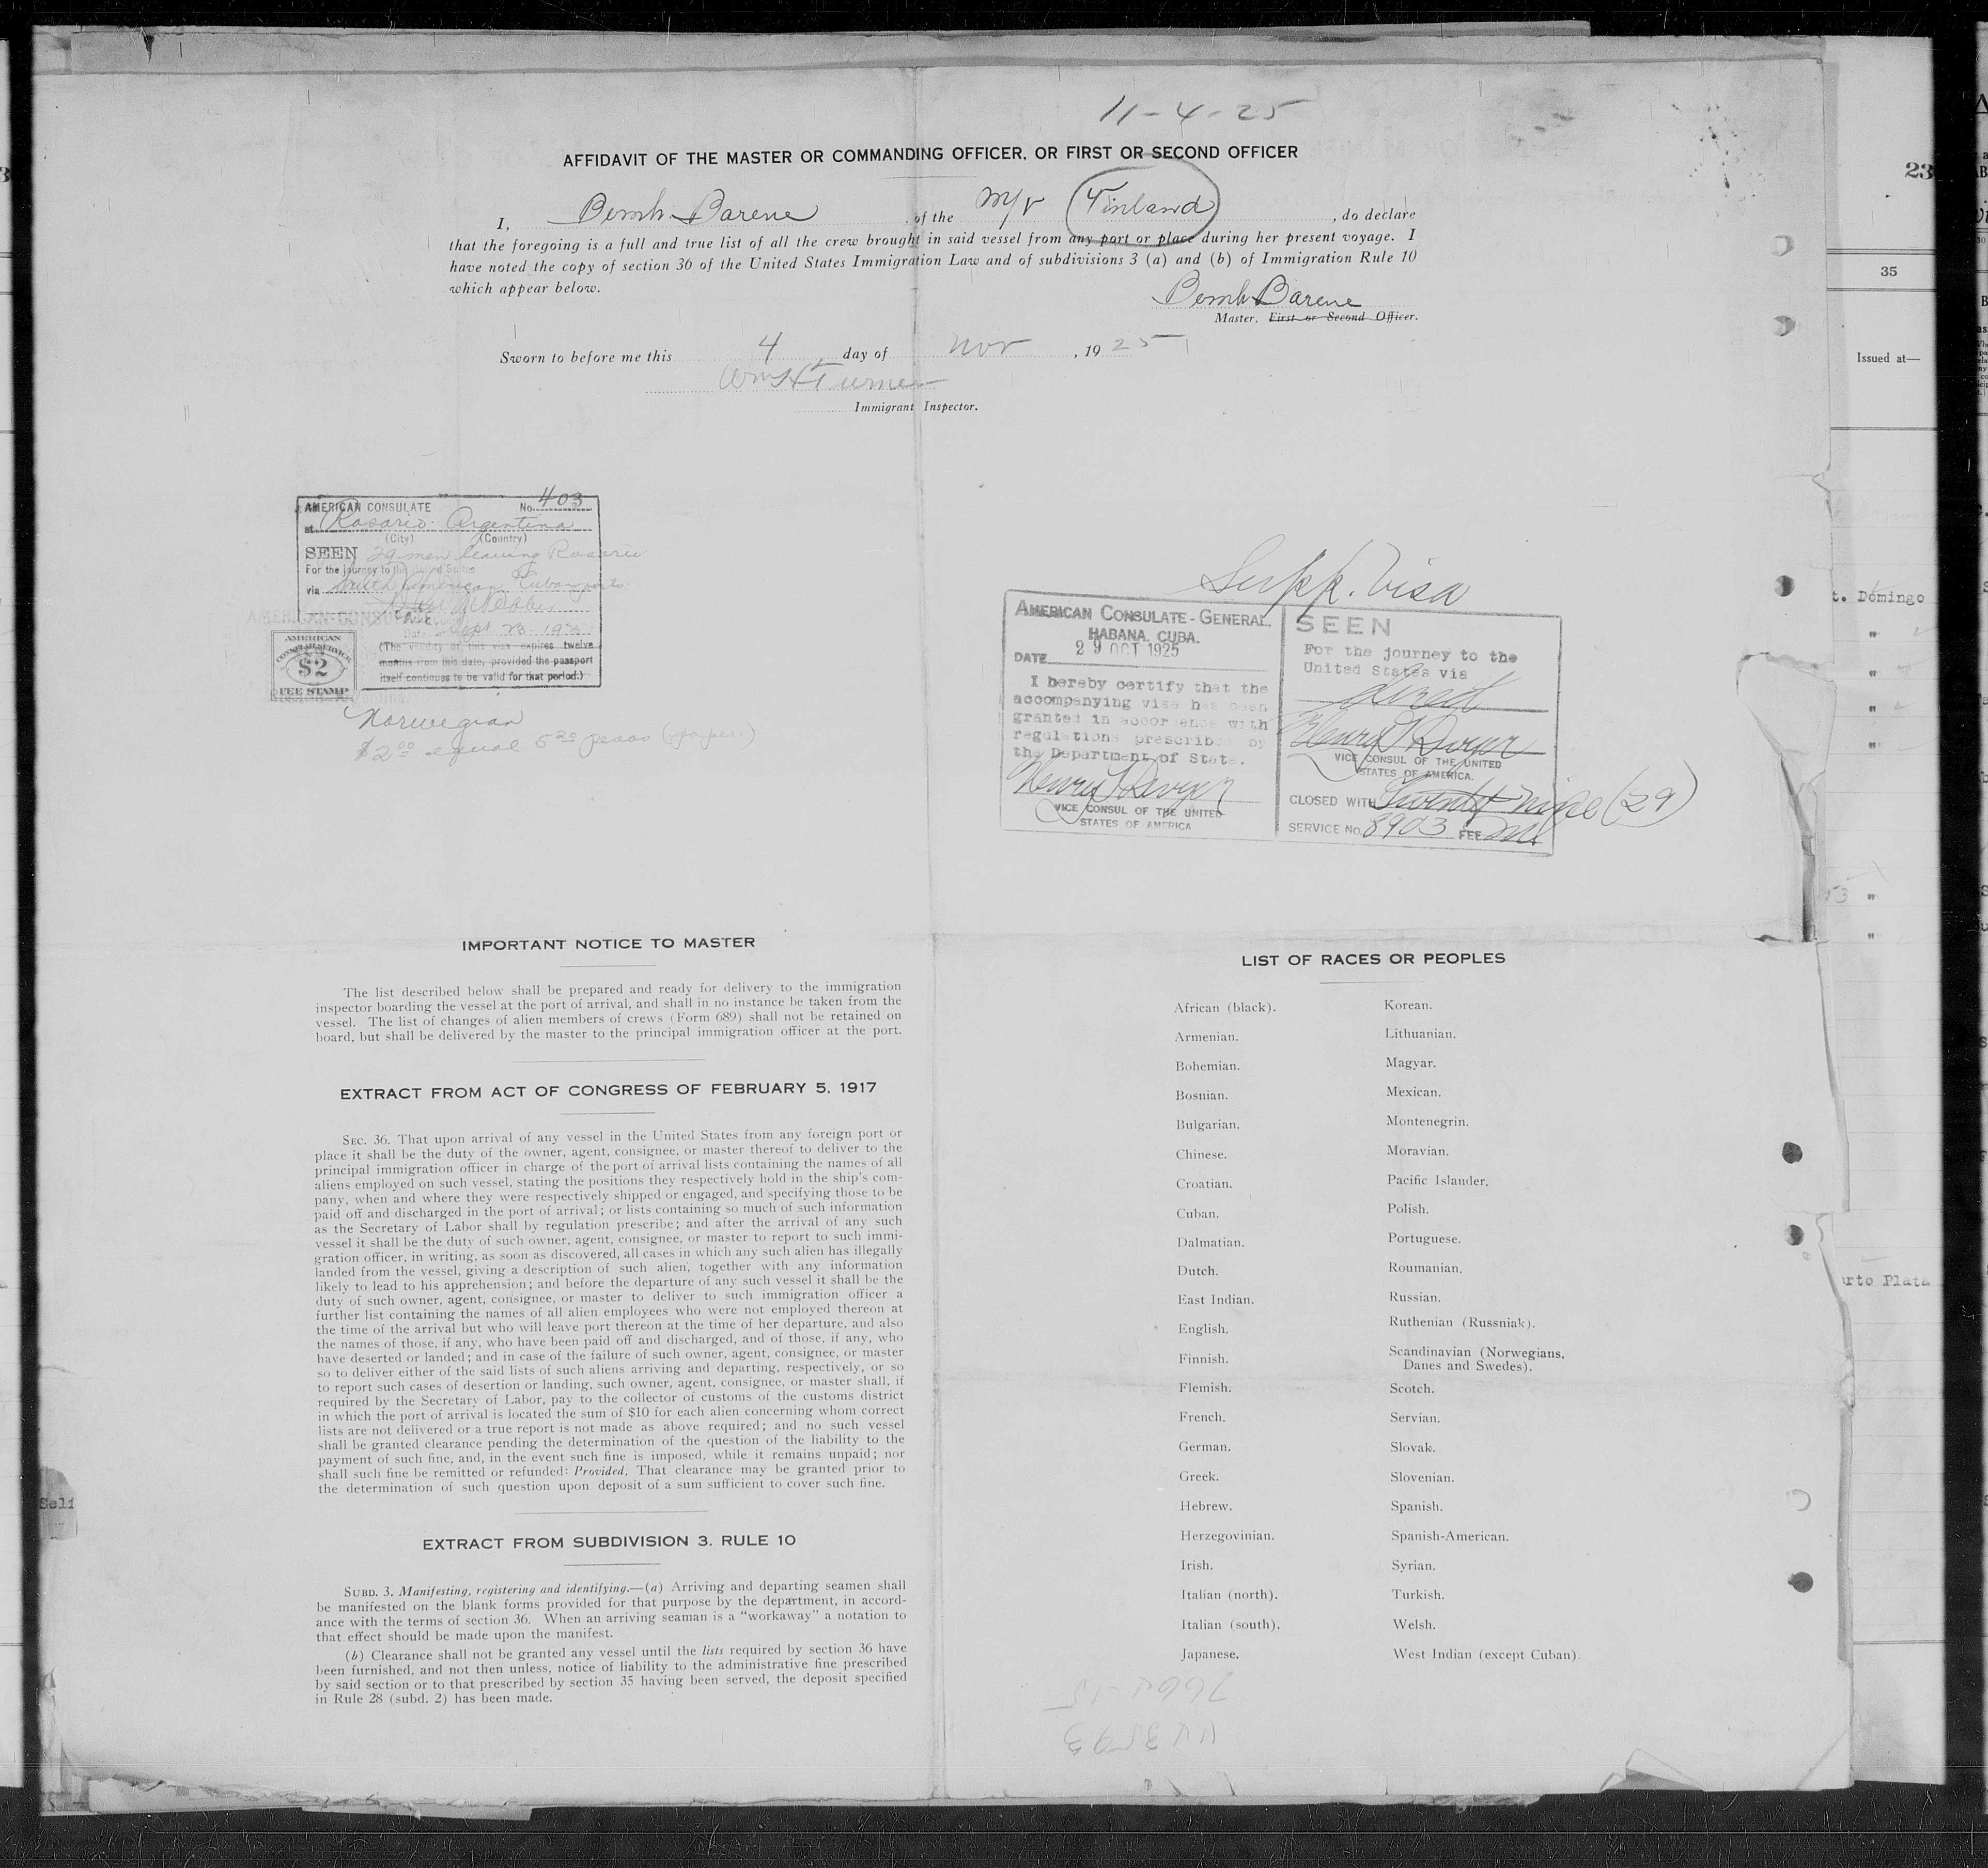 11-4-25
AFFIDAVIT OF THE MASTER OR COMMANDING OFFICER, OR FIRST OR SECOND OFFICER
I, Bernh Barene, of the M/V Finland, do declare
that the foregoing is a full and true list of all the crew brought in said vessel from any port or place during her present voyage. I
have noted the copy of section 36 of the United States Immigration Law and of subdivisions 3 (a) and (b) of Immigration Rule 10
which appear below.
Bernh Barene
Master, First or Second Officer.
Sworn to before me this 4 day of Nov, 1925
Wm H Turner
Immigrant Inspector.
AMERICAN CONSULATE No. 403
at Rosario Argentina
(City) (Country)
SEEN 29 men leaving Rosario
For the journey to the United States
via South American Cuban ports
Date Sept 23 1925
(The validity of this visa expires twelve
months from this date, provided the passport
itself continues to be valid for that period.)
AMERICAN
CONSULAR SERVICE
$2
FEE STAMP
Norwegian
$2.00 equal 5.20 pesos (paper)
Supp. Visa
AMERICAN CONSULATE-GENERAL.
HABANA. CUBA.
DATE 29 OCT 1925
I hereby certify that the
accompanying visa has been
granted in accordance with
regulations prescribed by
the Department of State.
VICE CONSUL OF THE UNITED
STATES OF AMERICA
SEEN
For the journey to the
United States via
direct
VICE CONSUL OF THE UNITED
STATES OF AMERICA.
CLOSED WITH Twenty nine (29)
SERVICE No. 8903 FEE
IMPORTANT NOTICE TO MASTER
The list described below shall be prepared and ready for delivery to the immigration
inspector boarding the vessel at the port of arrival, and shall in no instance be taken from the
vessel. The list of changes of alien members of crews (Form 689) shall not be retained on
board, but shall be delivered by the master to the principal immigration officer at the port.
EXTRACT FROM ACT OF CONGRESS OF FEBRUARY 5, 1917
SEC. 36. That upon arrival of any vessel in the United States from any foreign port or
place it shall be the duty of the owner, agent, consignee, or master thereof to deliver to the
principal immigration officer in charge of the port of arrival lists containing the names of all
aliens employed on such vessel, stating the positions they respectively hold in the ship's com-
pany, when and where they were respectively shipped or engaged, and specifying those to be
paid off and discharged in the port of arrival; or lists containing so much of such information
as the Secretary of Labor shall by regulation prescribe; and after the arrival of any such
vessel it shall be the duty of such owner, agent, consignee, or master to report to such immi-
gration officer, in writing, as soon as discovered, all cases in which any such alien has illegally
landed from the vessel, giving a description of such alien, together with any information
likely to lead to his apprehension; and before the departure of any such vessel it shall be the
duty of such owner, agent, consignee, or master to deliver to such immigration officer a
further list containing the names of all alien employees who were not employed thereon at
the time of the arrival but who will leave port thereon at the time of her departure, and also
the names of those, if any, who have been paid off and discharged, and of those, if any, who
have deserted or landed; and in case of the failure of such owner, agent, consignee, or master
so to deliver either of the said lists of such aliens arriving and departing, respectively, or so
to report such cases of desertion or landing, such owner, agent, consignee, or master shall, if
required by the Secretary of Labor, pay to the collector of customs of the customs district
in which the port of arrival is located the sum of $10 for each alien concerning whom correct
lists are not delivered or a true report is not made as above required; and no such vessel
shall be granted clearance pending the determination of the question of the liability to the
payment of such fine, and, in the event such fine is imposed, while it remains unpaid; nor
shall such fine be remitted or refunded: Provided, That clearance may be granted prior to
the determination of such question upon deposit of a sum sufficient to cover such fine.
EXTRACT FROM SUBDIVISION 3, RULE 10
SUBD. 3. Manifesting, registering and identifying.—(a) Arriving and departing seamen shall
be manifested on the blank forms provided for that purpose by the department, in accord-
ance with the terms of section 36. When an arriving seaman is a "workaway" a notation to
that effect should be made upon the manifest.
(b) Clearance shall not be granted any vessel until the lists required by section 36 have
been furnished, and not then unless, notice of liability to the administrative fine prescribed
by said section or to that prescribed by section 35 having been served, the deposit specified
in Rule 28 (subd. 2) has been made.
LIST OF RACES OR PEOPLES
African (black).
Armenian.
Bohemian.
Bosnian.
Bulgarian.
Chinese.
Croatian.
Cuban.
Dalmatian.
Dutch.
East Indian.
English.
Finnish.
Flemish.
French.
German.
Greek.
Hebrew.
Herzegovinian.
Irish.
Italian (north).
Italian (south).
Japanese.
Korean.
Lithuanian.
Magyar.
Mexican.
Montenegrin.
Moravian.
Pacific Islander.
Polish.
Portuguese.
Roumanian.
Russian.
Ruthenian (Russniak).
Scandinavian (Norwegians,
Danes and Swedes).
Scotch.
Servian.
Slovak.
Slovenian.
Spanish.
Spanish-American.
Syrian.
Turkish.
Welsh.
West Indian (except Cuban).
23
35
Issued at—
t. Domingo
"
"
"
"
"
"
rto Plata
Seli